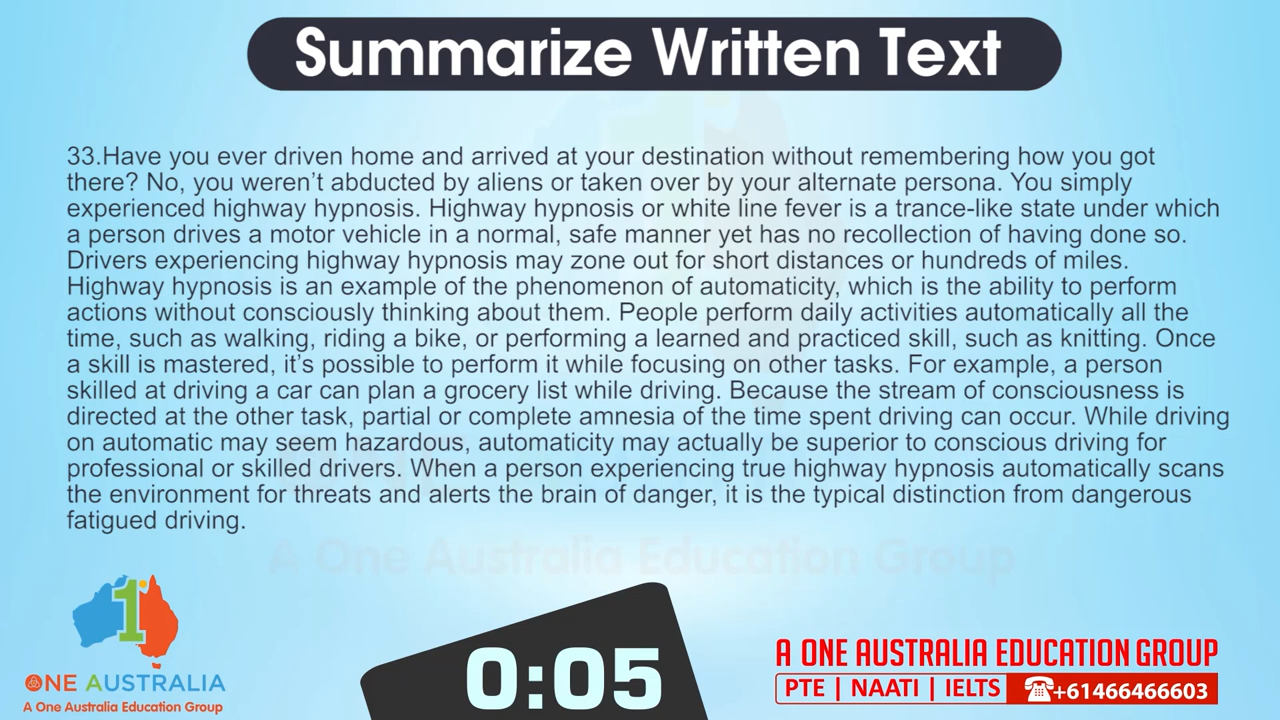 Summarize Written Text
33.Have you ever driven home and arrived at your destination without remembering how you got
there? No, you weren’t abducted by aliens or taken over by your alternate persona. You simply
experienced highway hypnosis. Highway hypnosis or white line fever is a trance-like state under which
a person drives a motor vehicle in a normal, safe manner yet has no recollection of having done so.
Drivers experiencing highway hypnosis may zone out for short distances or hundreds of miles.
Highway hypnosis is an example of the phenomenon of automaticity, which is the ability to perform
actions without consciously thinking about them. People perform daily activities automatically all the
time, such as walking, riding a bike, or performing a learned and practiced skill, such as knitting. Once
a skill is mastered, it’s possible to perform it while focusing on other tasks. For example, a person
skilled at driving a car can plan a grocery list while driving. Because the stream of consciousness is
directed at the other task, partial or complete amnesia of the time spent driving can occur. While driving
on automatic may seem hazardous, automaticity may actually be superior to conscious driving for
professional or skilled drivers. When a person experiencing true highway hypnosis automatically scans
the environment for threats and alerts the brain of danger, it is the typical distinction from dangerous
fatigued driving.
A One Australia Education Group
1
ONE AUSTRALIA
A One Australia Education Group
0:05
A ONE AUSTRALIA EDUCATION GROUP
PTE | NAATI | IELTS +61466466603